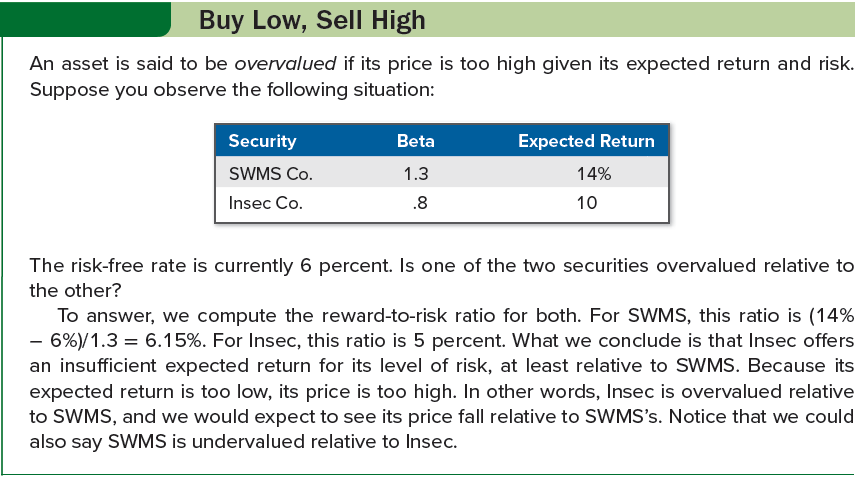 Buy Low, Sell High
An asset is said to be overvalued if its price is too high given its expected return and risk.
Suppose you observe the following situation:
Security Beta Expected Return
SWMS Co. 1.3 14%
Insec Co. .8 10
The risk-free rate is currently 6 percent. Is one of the two securities overvalued relative to
the other?
To answer, we compute the reward-to-risk ratio for both. For SWMS, this ratio is (14%
– 6%)/1.3 = 6.15%. For Insec, this ratio is 5 percent. What we conclude is that Insec offers
an insufficient expected return for its level of risk, at least relative to SWMS. Because its
expected return is too low, its price is too high. In other words, Insec is overvalued relative
to SWMS, and we would expect to see its price fall relative to SWMS’s. Notice that we could
also say SWMS is undervalued relative to Insec.